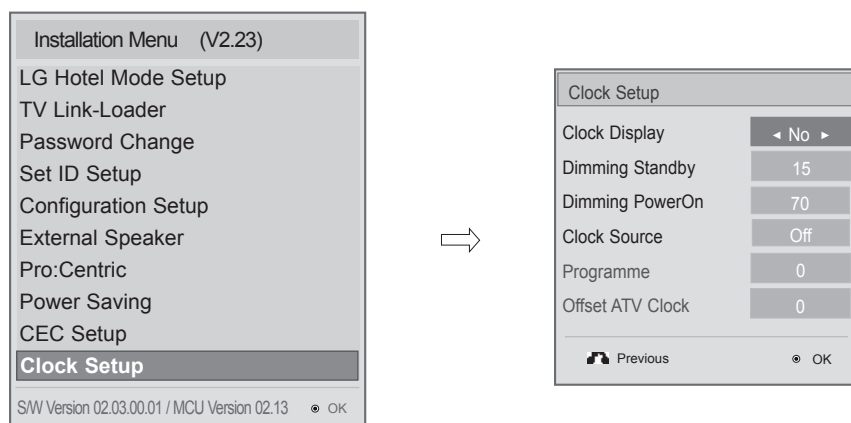 Installation Menu (V2.23)
LG Hotel Mode Setup
TV Link-Loader
Password Change
Set ID Setup
Configuration Setup
External Speaker
Pro:Centric
Power Saving
CEC Setup
Clock Setup
S/W Version 02.03.00.01 / MCU Version 02.13 ◉ OK
Clock Setup
Clock Display ◄ No ►
Dimming Standby 15
Dimming PowerOn 70
Clock Source Off
Programme 0
Offset ATV Clock 0
Previous ◉ OK